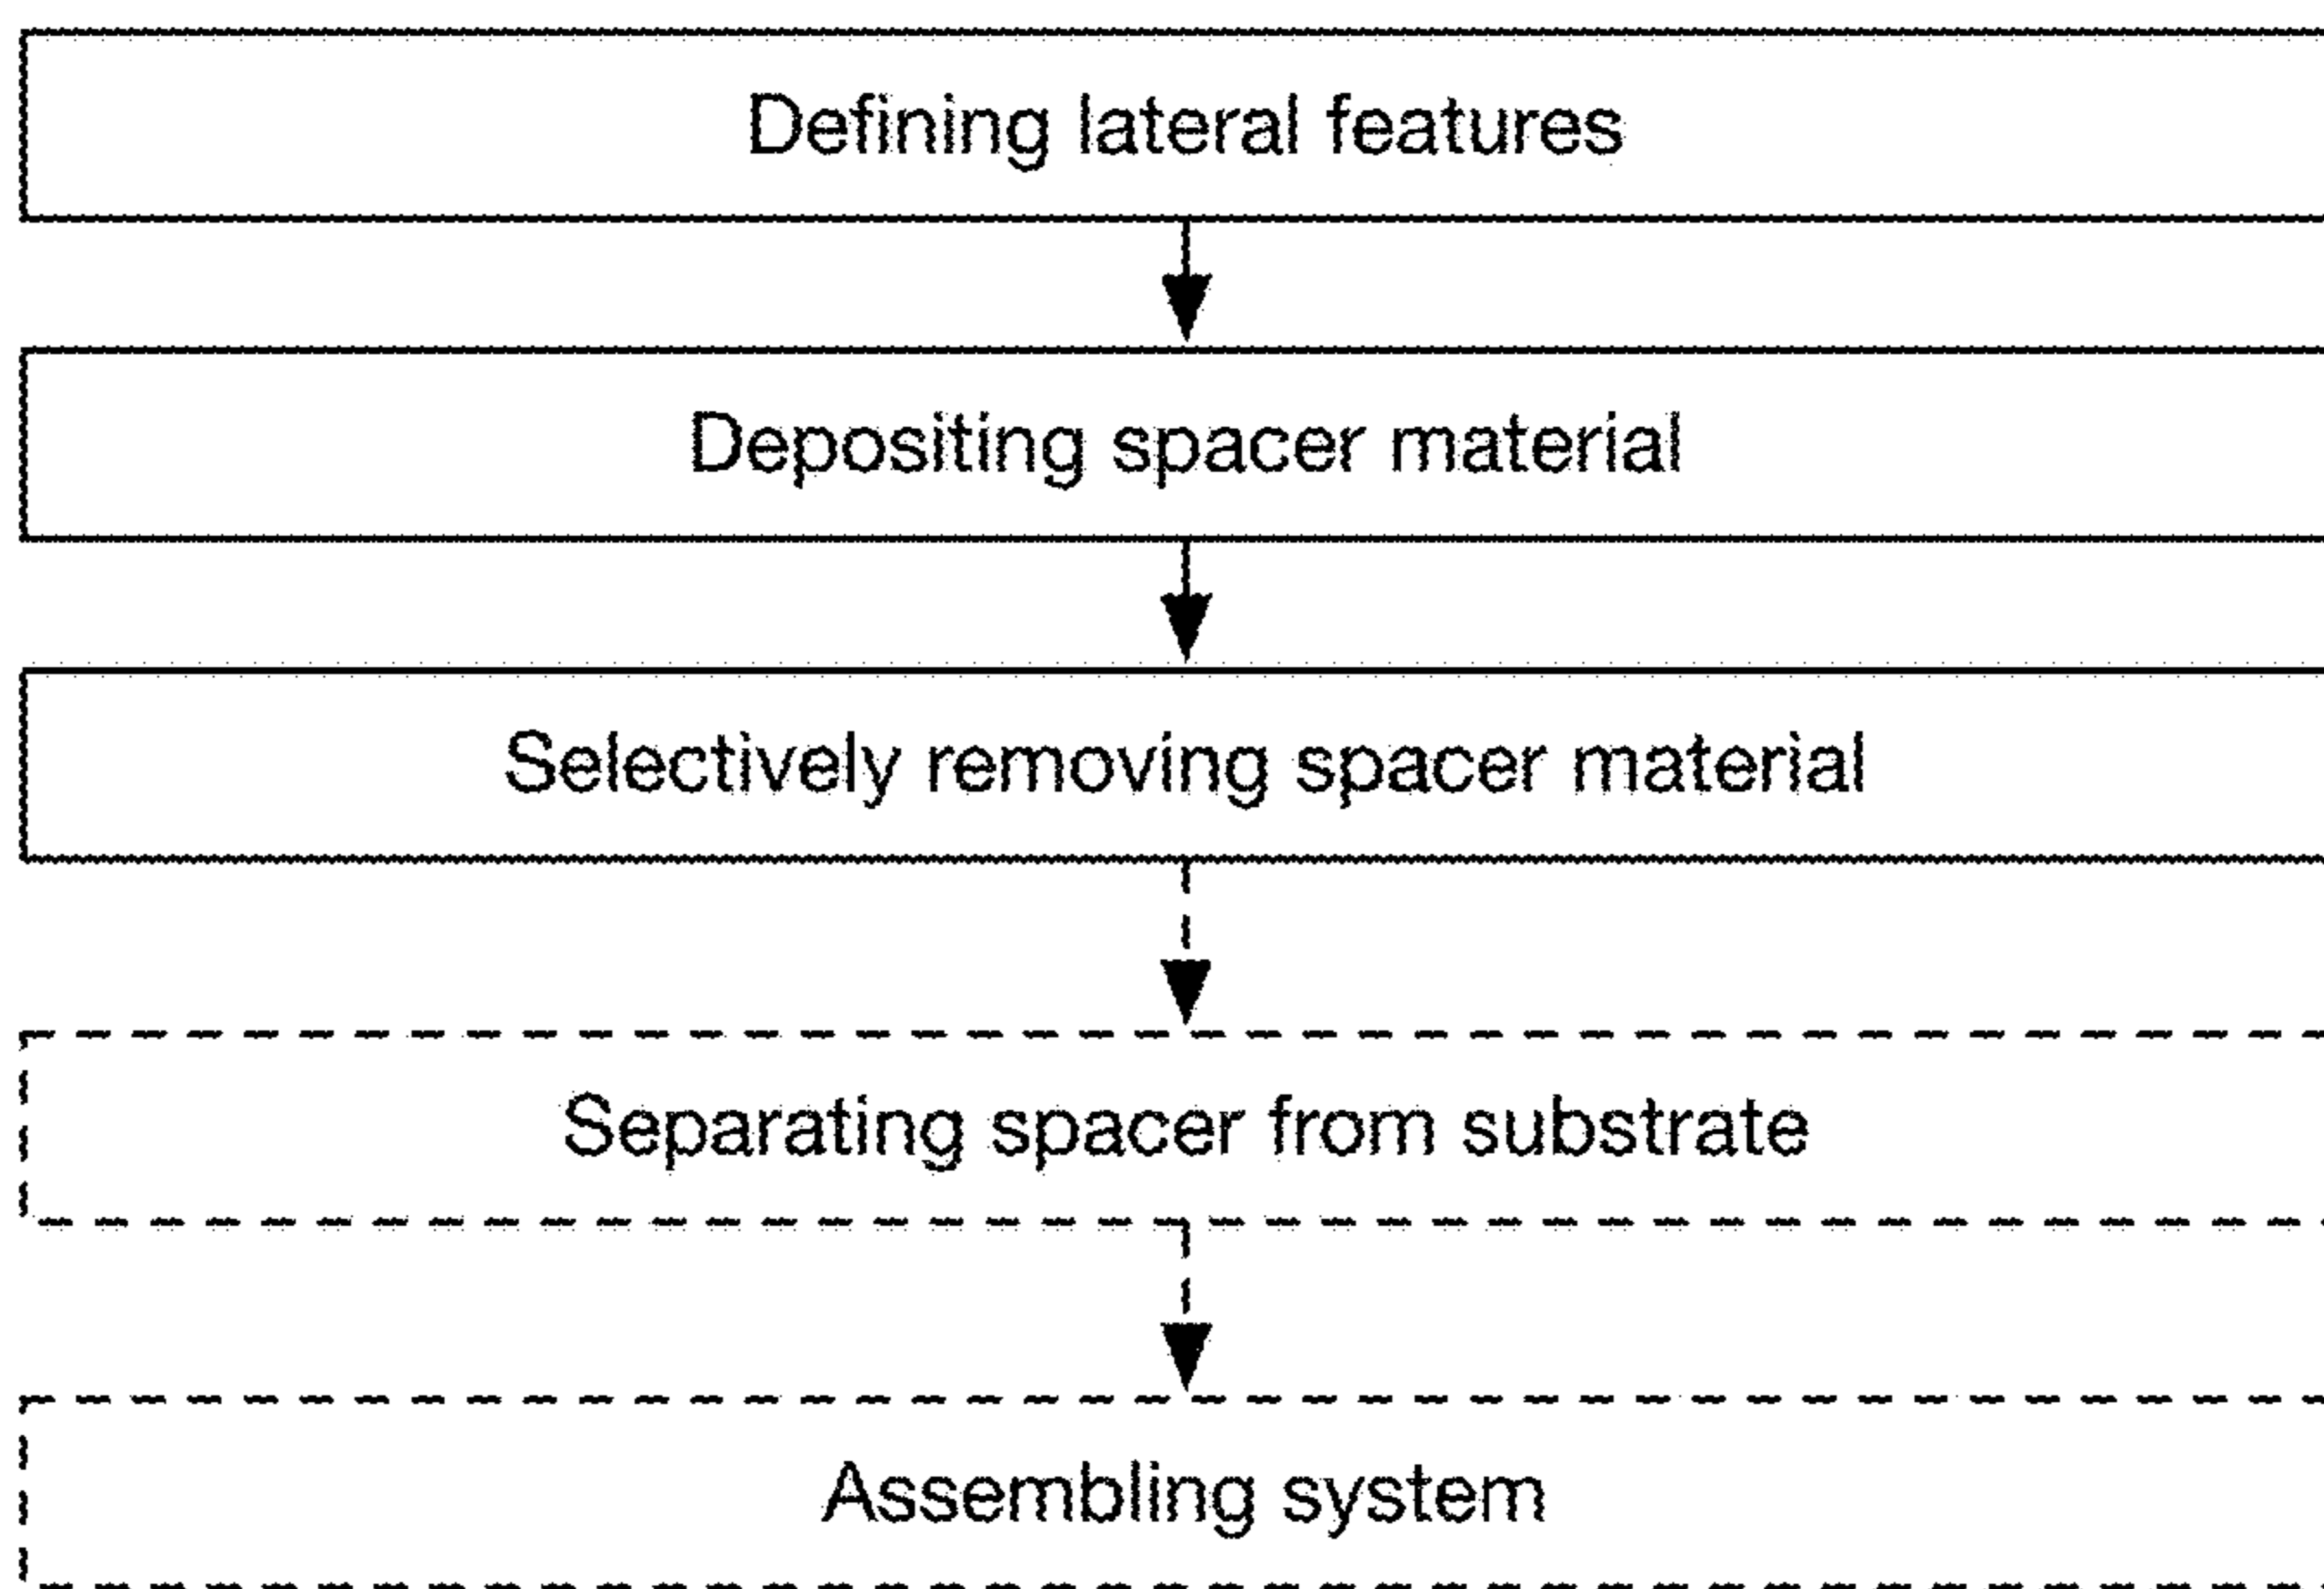 Defining lateral features
Depositing spacer material
Selectively removing spacer material
Separating spacer from substrate
Assembling system